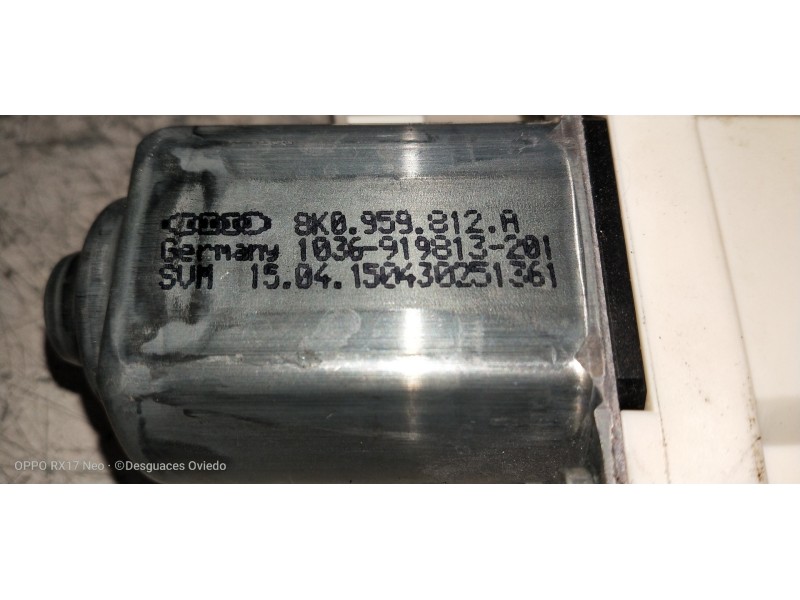 8K0.959.812.A
Germany 1036-919813-201
SVM 15.04.150430251361
OPPO RX17 Neo · ©Desguaces Oviedo